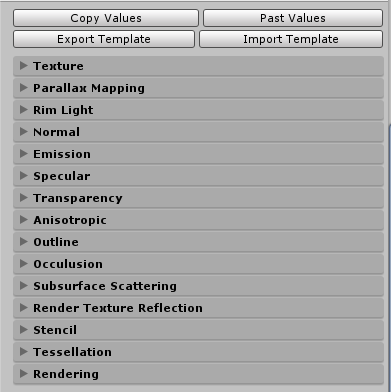 Copy Values Past Values
Export Template Import Template
Texture
Parallax Mapping
Rim Light
Normal
Emission
Specular
Transparency
Anisotropic
Outline
Occulusion
Subsurface Scattering
Render Texture Reflection
Stencil
Tessellation
Rendering